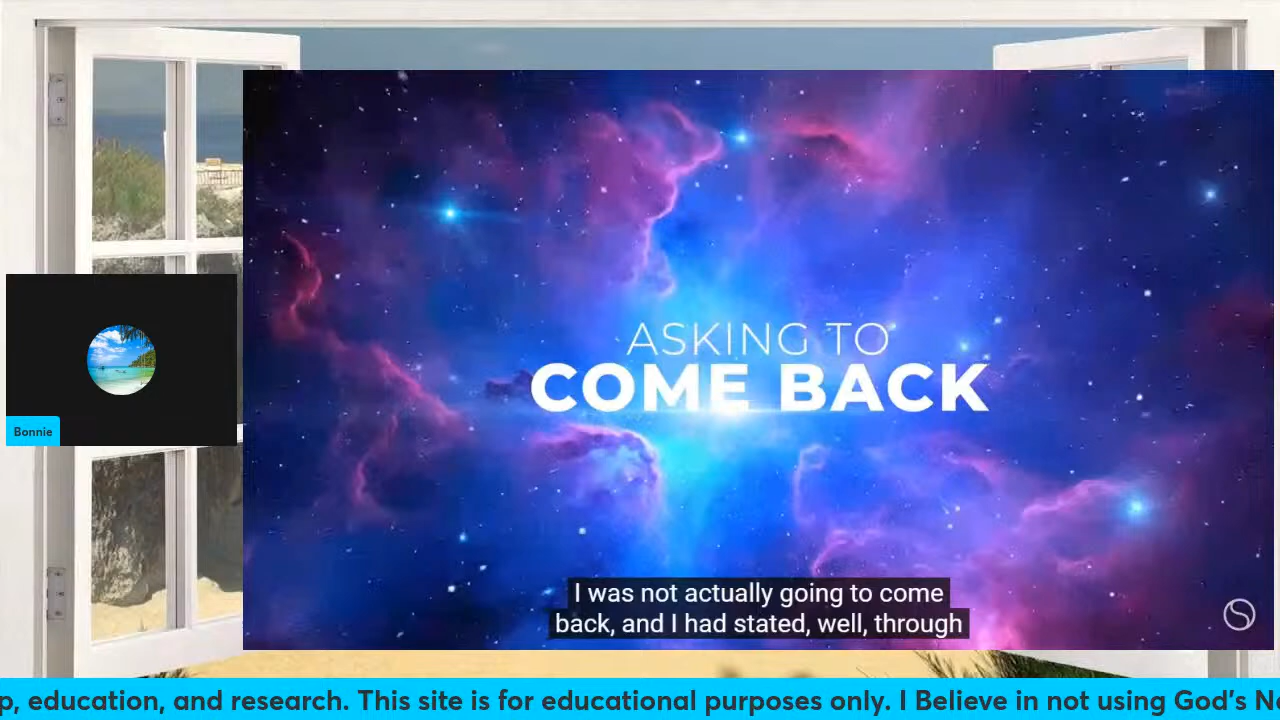 ASKING TO
COME BACK
Bonnie
I was not actually going to come
back, and I had stated, well, through
education, and research. This site is for educational purposes only. I Believe in not using God's